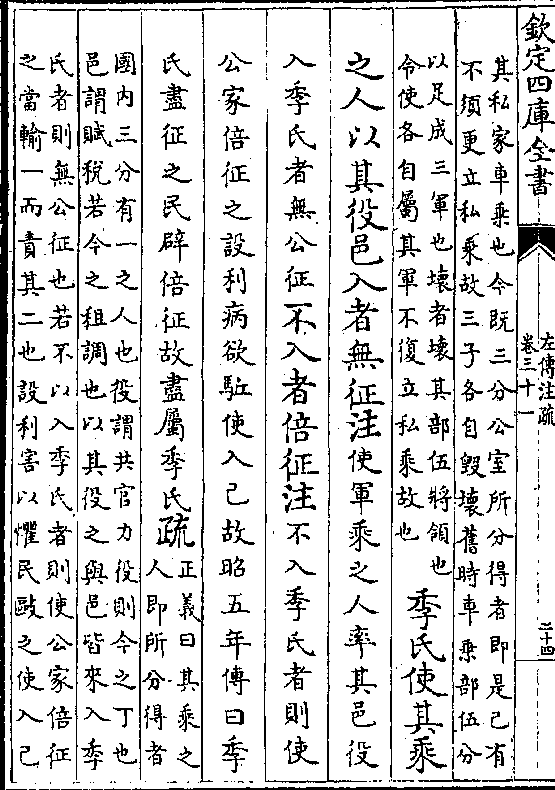 欽定四庫全書
左傳注疏
卷三十一
二十四
其私家車乘也今既三分公室所分得者即是已有
不須更立私乘故三子各自毀壞舊時車乘部伍分
以足成三軍也壞者壞其部伍將領也
令使各自屬其軍不復立私乘故也
季氏使其乘
之人以其役邑入者無征注使軍乘之人率其邑役
入季氏者無公征不入者倍征注不入季氏者則使
公家倍征之設利病欲駈使入己故昭五年傳曰季
氏盡征之民辟倍征故盡屬季氏疏
正義曰其乘之
人即所分得者
國内三分有一之人也役謂共官力役則今之丁也
邑謂賦稅若今之租調也以其役之與邑皆來入季
氏者則無公征也若不以入季氏者則使公家倍征
之當輸一而責其二也設利害以懼民敺之使入己